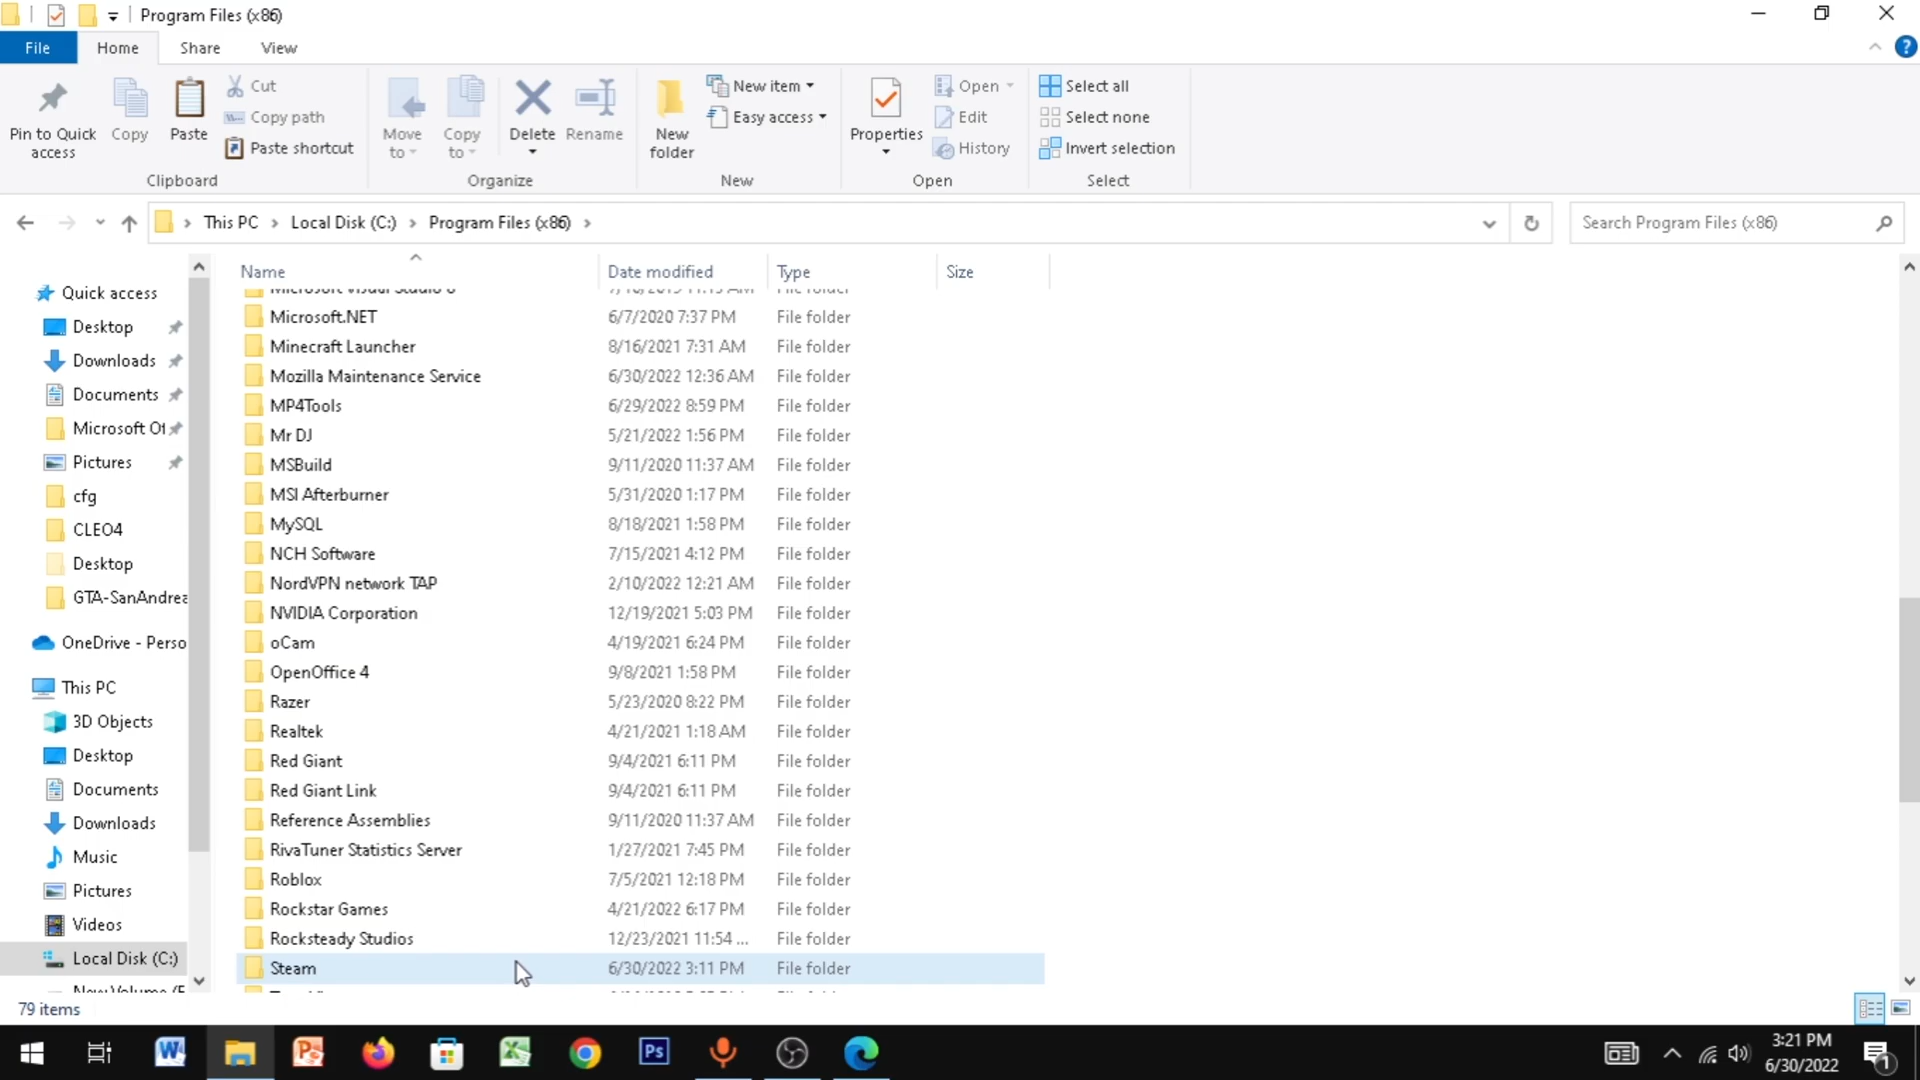 Program Files (x86)
File Home Share View
Pin to Quick access
Copy
Paste
Cut
Copy path
Paste shortcut
Clipboard
Move to
Copy to
Delete
Rename
Organize
New folder
New item
Easy access
New
Properties
Open
Edit
History
Open
Select all
Select none
Invert selection
Select
This PC > Local Disk (C:) > Program Files (x86) >
Search Program Files (x86)
Quick access
Desktop
Downloads
Documents
Microsoft Of
Pictures
cfg
CLEO4
Desktop
GTA-SanAndrea
OneDrive - Perso
This PC
3D Objects
Desktop
Documents
Downloads
Music
Pictures
Videos
Local Disk (C:)
Name Date modified Type Size
Microsoft.NET 6/7/2020 7:37 PM File folder
Minecraft Launcher 8/16/2021 7:31 AM File folder
Mozilla Maintenance Service 6/30/2022 12:36 AM File folder
MP4Tools 6/29/2022 8:59 PM File folder
Mr DJ 5/21/2022 1:56 PM File folder
MSBuild 9/11/2020 11:37 AM File folder
MSI Afterburner 5/31/2020 1:17 PM File folder
MySQL 8/18/2021 1:58 PM File folder
NCH Software 7/15/2021 4:12 PM File folder
NordVPN network TAP 2/10/2022 12:21 AM File folder
NVIDIA Corporation 12/19/2021 5:03 PM File folder
oCam 4/19/2021 6:24 PM File folder
OpenOffice 4 9/8/2021 1:58 PM File folder
Razer 5/23/2020 8:22 PM File folder
Realtek 4/21/2021 1:18 AM File folder
Red Giant 9/4/2021 6:11 PM File folder
Red Giant Link 9/4/2021 6:11 PM File folder
Reference Assemblies 9/11/2020 11:37 AM File folder
RivaTuner Statistics Server 1/27/2021 7:45 PM File folder
Roblox 7/5/2021 12:18 PM File folder
Rockstar Games 4/21/2022 6:17 PM File folder
Rocksteady Studios 12/23/2021 11:54 ... File folder
Steam 6/30/2022 3:11 PM File folder
79 items
3:21 PM
6/30/2022
1